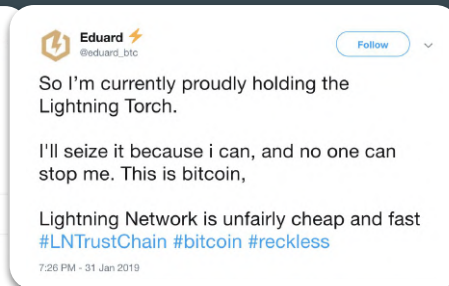 Eduard ⚡
@eduard_btc
Follow
So I'm currently proudly holding the
Lightning Torch.
I'll seize it because i can, and no one can
stop me. This is bitcoin,
Lightning Network is unfairly cheap and fast
#LNTrustChain #bitcoin #reckless
7:26 PM - 31 Jan 2019